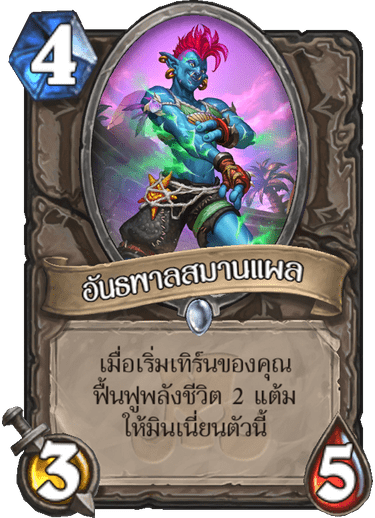 4
อันธพาลสมานแผล
เมื่อเริ่มเทิร์นของคุณ
ฟื้นฟูพลังชีวิต 2 แต้ม
ให้มินเนี่ยนตัวนี้
3
5